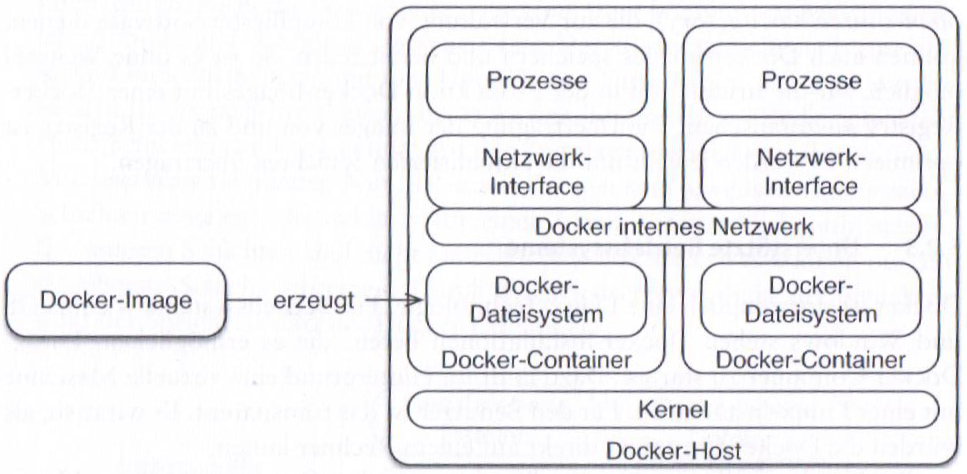 Prozesse
Prozesse
Netzwerk-
Interface
Netzwerk-
Interface
Docker internes Netzwerk
Docker-Image
erzeugt
Docker-
Dateisystem
Docker-
Dateisystem
Docker-Container
Docker-Container
Kernel
Docker-Host